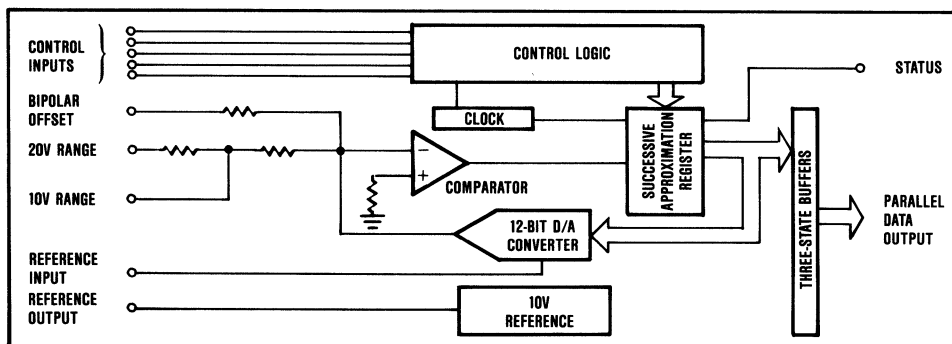 CONTROL
INPUTS
BIPOLAR
OFFSET
20V RANGE
10V RANGE
REFERENCE
INPUT
REFERENCE
OUTPUT
CONTROL LOGIC
CLOCK
COMPARATOR
12-BIT D/A
CONVERTER
10V
REFERENCE
SUCCESSIVE
APPROXIMATION
REGISTER
THREE-STATE BUFFERS
STATUS
PARALLEL
DATA
OUTPUT